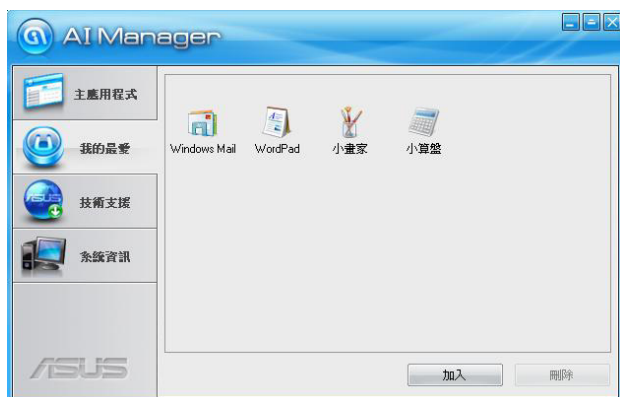 AI Manager
主應用程式
我的最愛
技術支援
系統資訊
Windows Mail WordPad 小畫家 小算盤
加入 刪除
ASUS